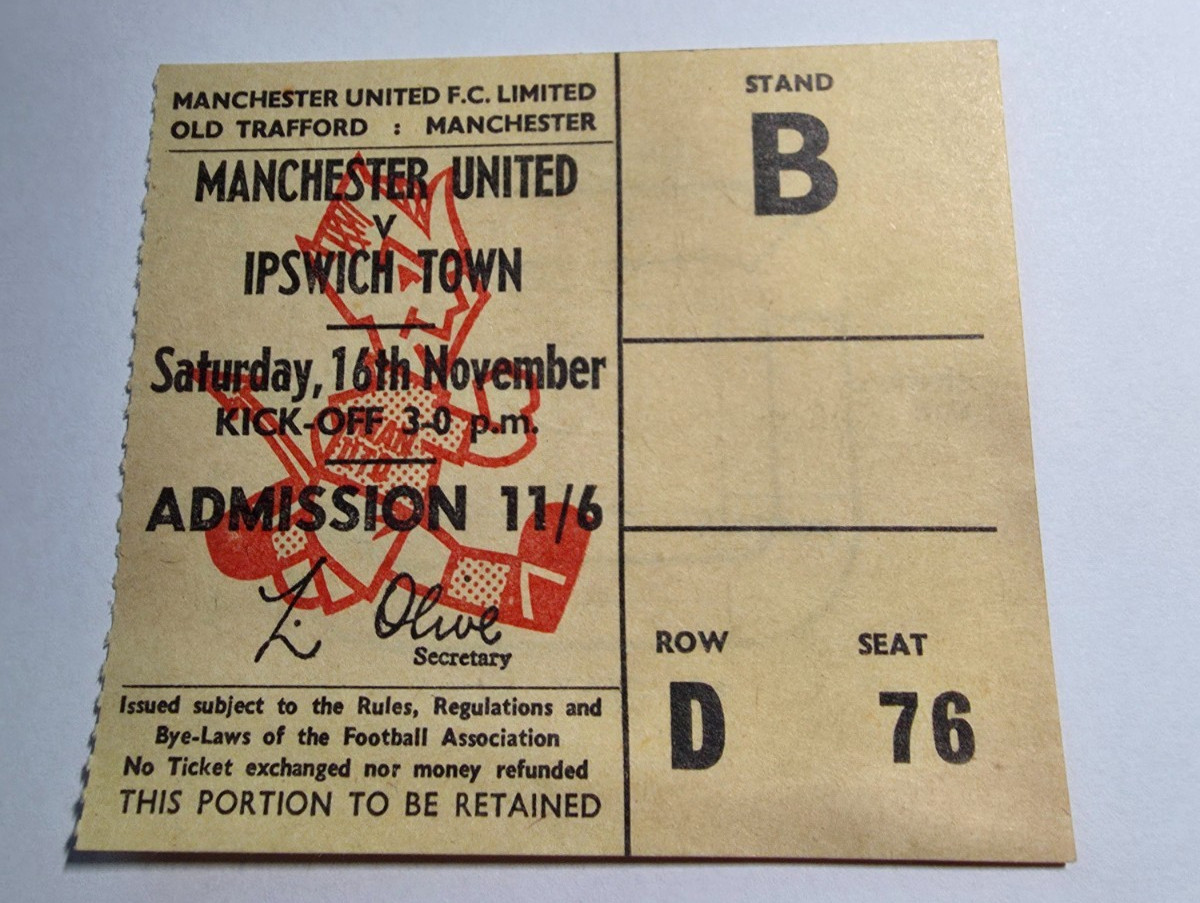 MANCHESTER UNITED F.C. LIMITED
OLD TRAFFORD : MANCHESTER
MANCHESTER UNITED
V
IPSWICH TOWN
Saturday, 16th November
KICK-OFF 3-0 p.m.
MAN
UTD
ADMISSION 11/6
L. Olive
Secretary
Issued subject to the Rules, Regulations and
Bye-Laws of the Football Association
No Ticket exchanged nor money refunded
THIS PORTION TO BE RETAINED
STAND
B
ROW SEAT
D 76